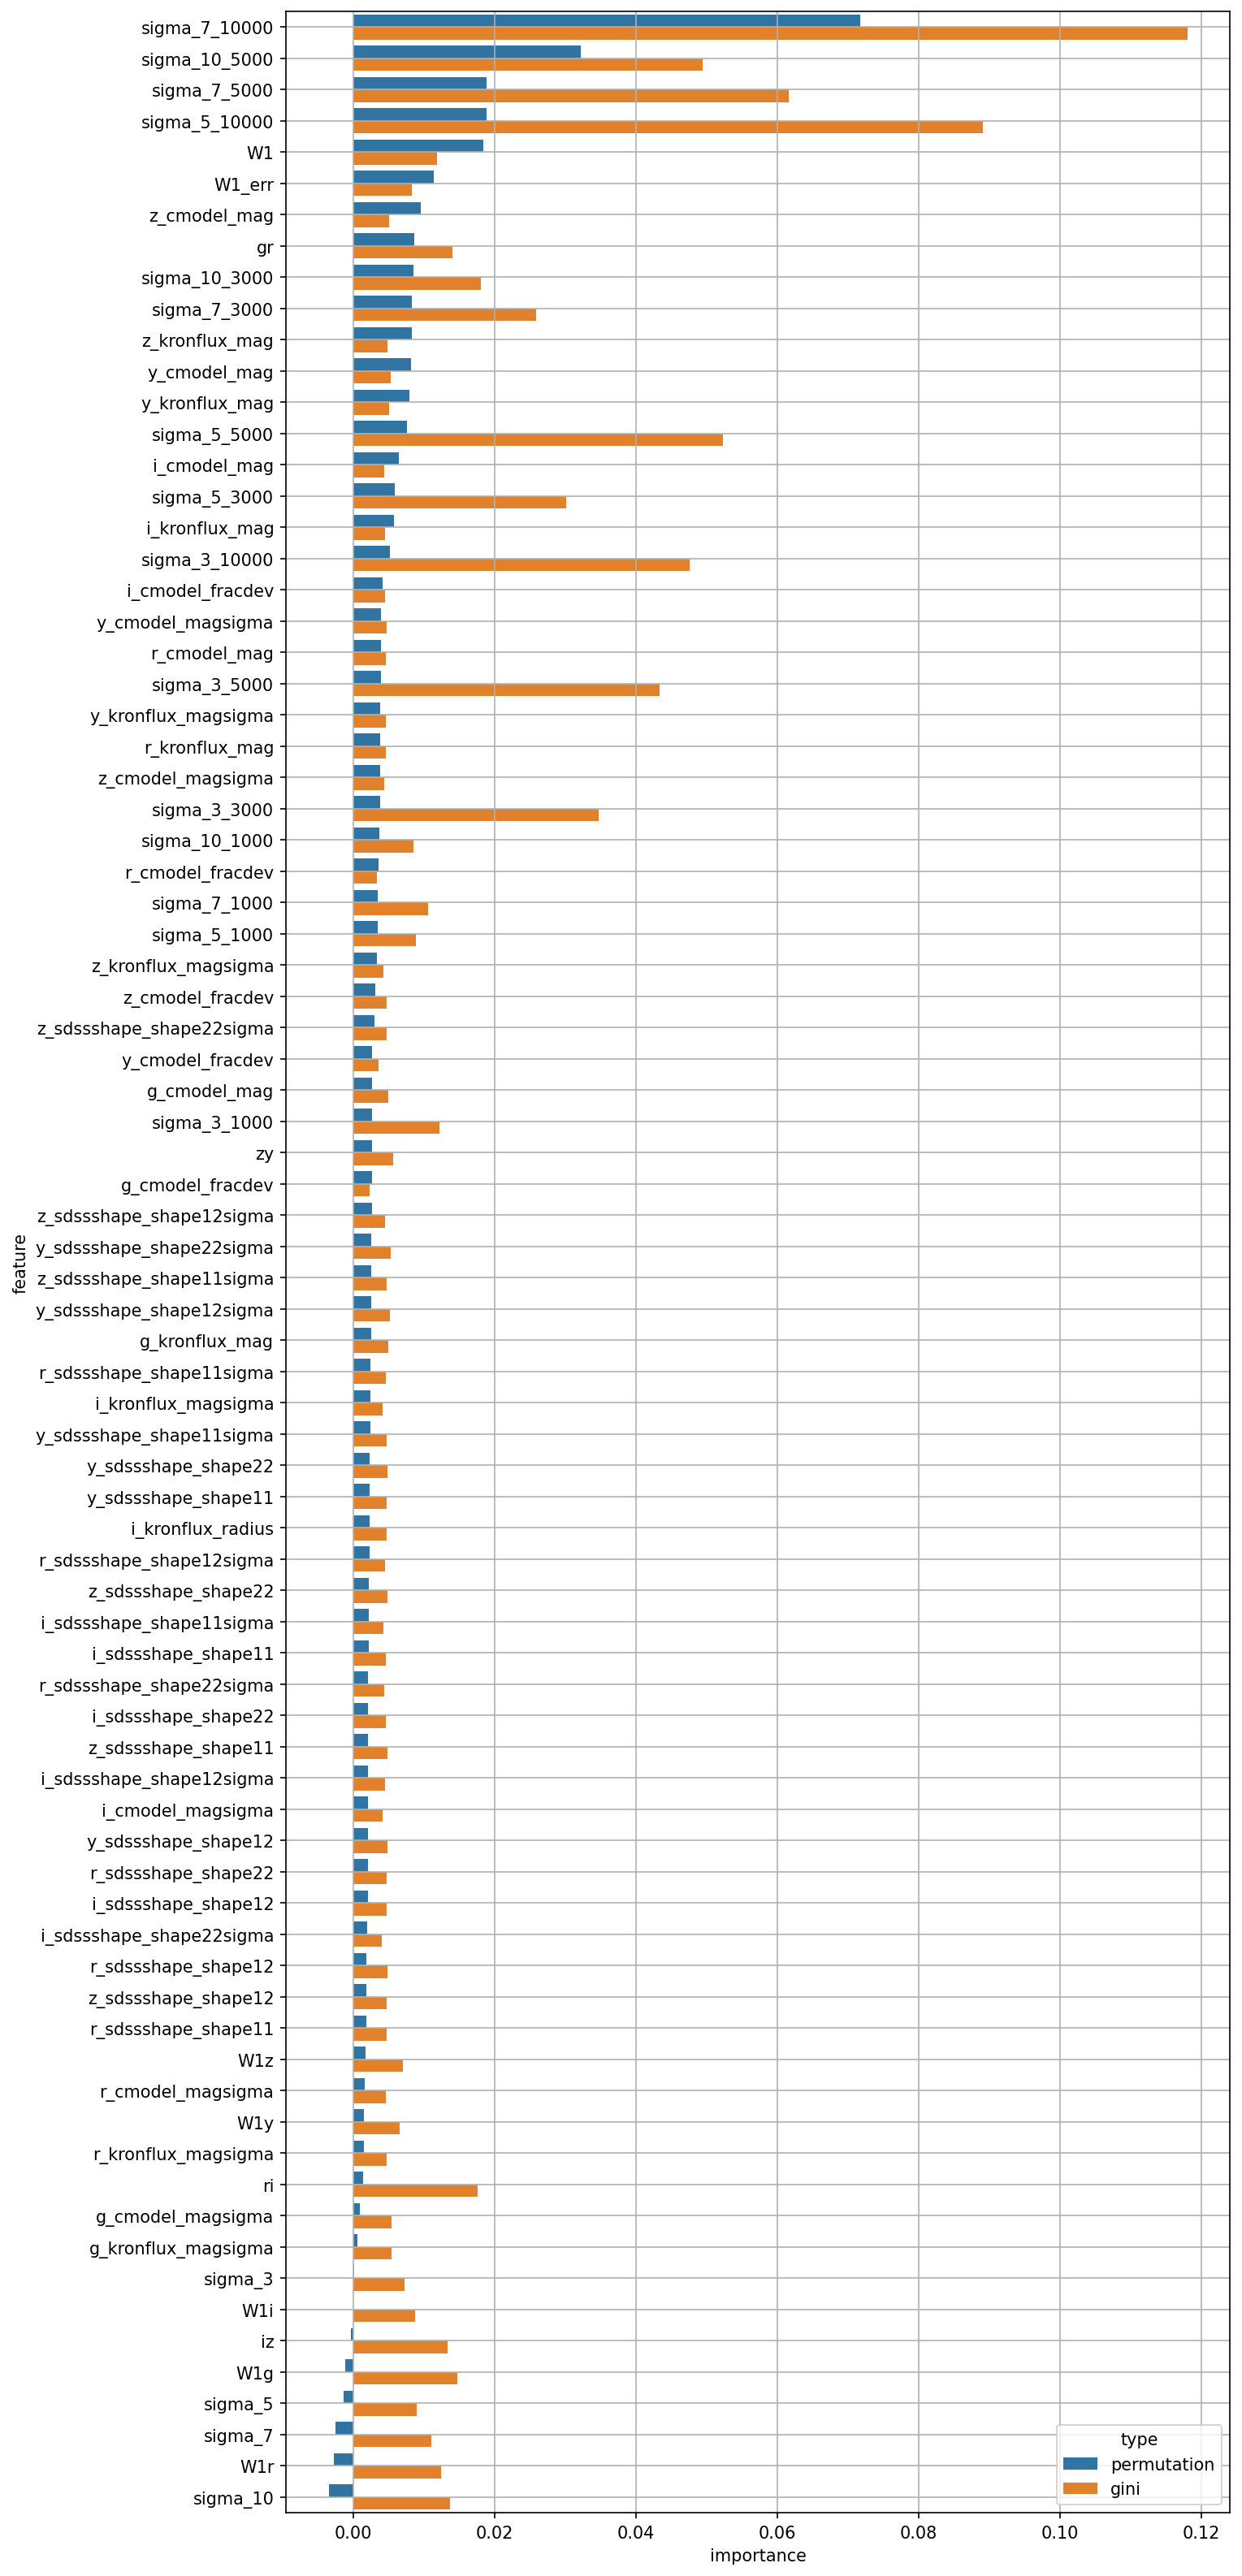 sigma_7_10000
sigma_10_5000
sigma_7_5000
sigma_5_10000
W1
W1_err
z_cmodel_mag
gr
sigma_10_3000
sigma_7_3000
z_kronflux_mag
y_cmodel_mag
y_kronflux_mag
sigma_5_5000
i_cmodel_mag
sigma_5_3000
i_kronflux_mag
sigma_3_10000
i_cmodel_fracdev
y_cmodel_magsigma
r_cmodel_mag
sigma_3_5000
y_kronflux_magsigma
r_kronflux_mag
z_cmodel_magsigma
sigma_3_3000
sigma_10_1000
r_cmodel_fracdev
sigma_7_1000
sigma_5_1000
z_kronflux_magsigma
z_cmodel_fracdev
z_sdssshape_shape22sigma
y_cmodel_fracdev
g_cmodel_mag
sigma_3_1000
zy
g_cmodel_fracdev
z_sdssshape_shape12sigma
y_sdssshape_shape22sigma
z_sdssshape_shape11sigma
y_sdssshape_shape12sigma
g_kronflux_mag
r_sdssshape_shape11sigma
i_kronflux_magsigma
y_sdssshape_shape11sigma
y_sdssshape_shape22
y_sdssshape_shape11
i_kronflux_radius
r_sdssshape_shape12sigma
z_sdssshape_shape22
i_sdssshape_shape11sigma
i_sdssshape_shape11
r_sdssshape_shape22sigma
i_sdssshape_shape22
z_sdssshape_shape11
i_sdssshape_shape12sigma
i_cmodel_magsigma
y_sdssshape_shape12
r_sdssshape_shape22
i_sdssshape_shape12
i_sdssshape_shape22sigma
r_sdssshape_shape12
z_sdssshape_shape12
r_sdssshape_shape11
W1z
r_cmodel_magsigma
W1y
r_kronflux_magsigma
ri
g_cmodel_magsigma
g_kronflux_magsigma
sigma_3
W1i
iz
W1g
sigma_5
sigma_7
W1r
sigma_10
feature
type
permutation
gini
0.00 0.02 0.04 0.06 0.08 0.10 0.12
importance